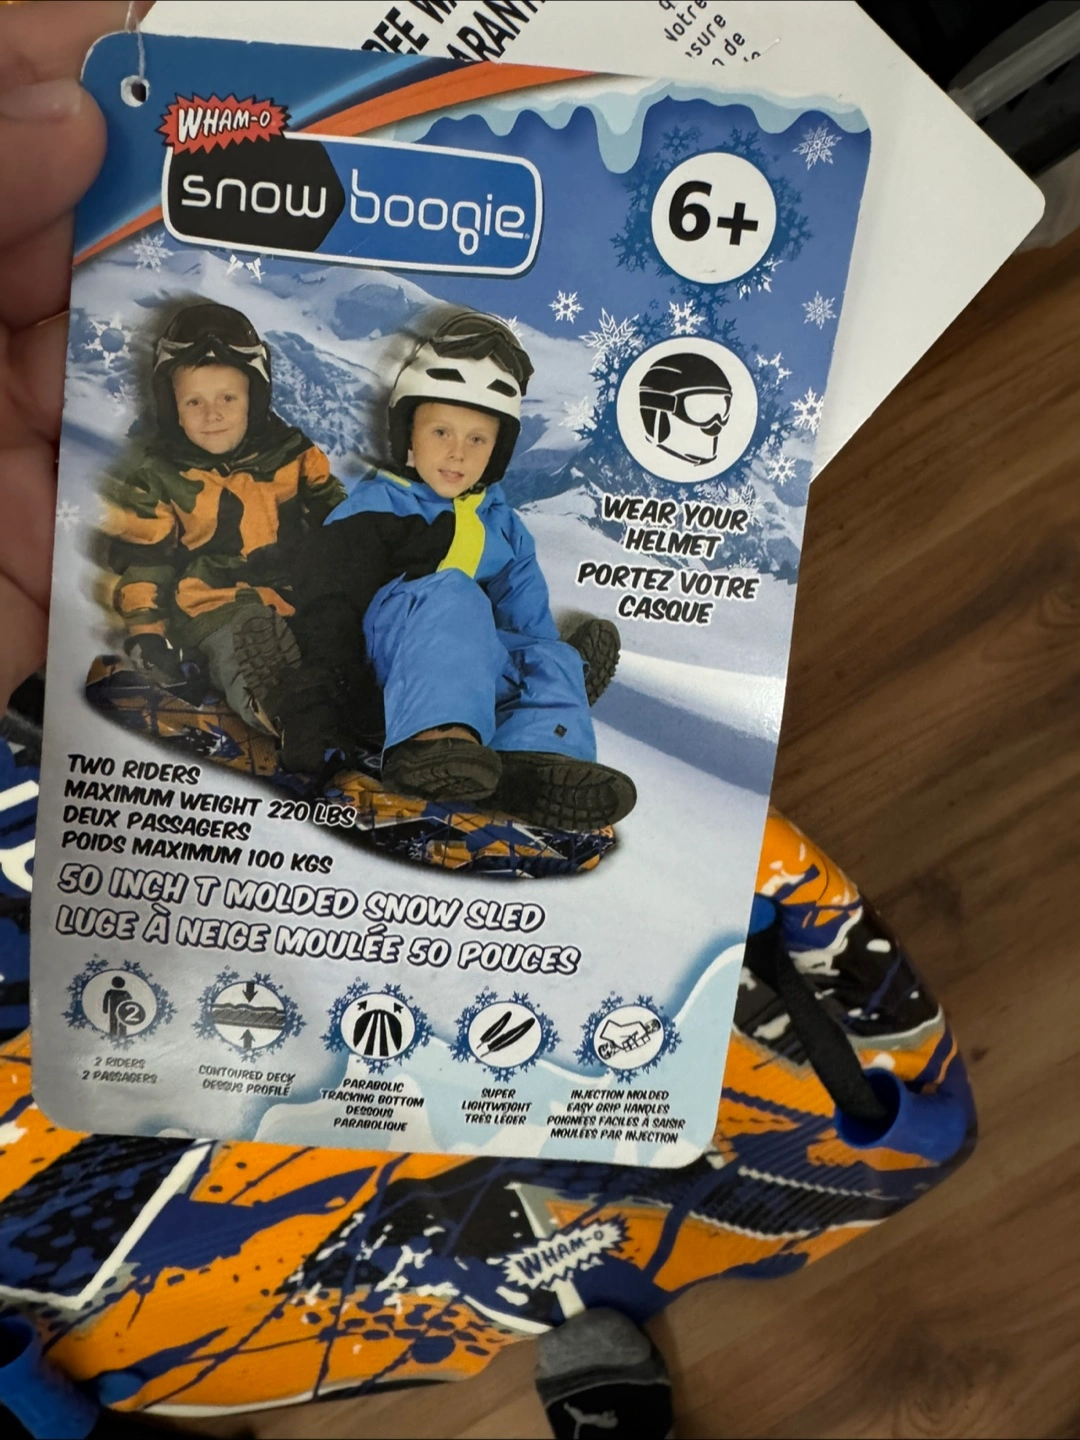 WHAM-O
snow boogie
6+
WEAR YOUR
HELMET
PORTEZ VOTRE
CASQUE
TWO RIDERS
MAXIMUM WEIGHT 220 LBS
DEUX PASSAGERS
POIDS MAXIMUM 100 KGS
50 INCH T MOLDED SNOW SLED
LUGE À NEIGE MOULÉE 50 POUCES
2
2 RIDERS
2 PASSAGERS
CONTOURED DECK
DESSUS PROFILÉ
PARABOLIC
TRACKING BOTTOM
DESSOUS
PARABOLIQUE
SUPER
LIGHTWEIGHT
TRÈS LÉGER
INJECTION MOLDED
EASY GRIP HANDLES
POIGNÉES FACILES À SAISIR
MOULÉES PAR INJECTION
WHAM-O